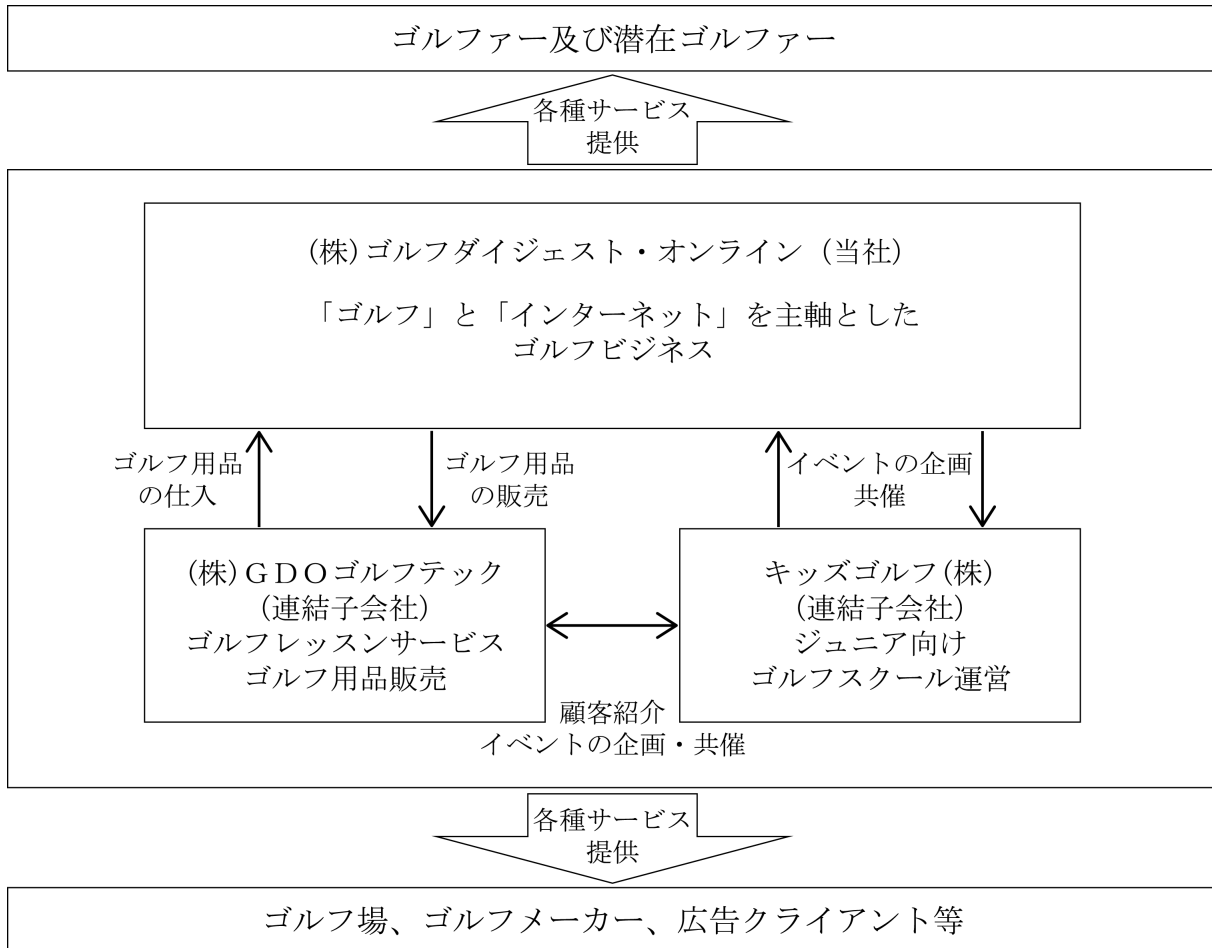 ゴルファー及び潜在ゴルファー
各種サービス
提供
(株)ゴルフダイジェスト・オンライン（当社）
「ゴルフ」と「インターネット」を主軸とした
ゴルフビジネス
ゴルフ用品
の仕入
ゴルフ用品
の販売
イベントの企画
共催
(株)ＧＤＯゴルフテック
(連結子会社)
ゴルフレッスンサービス
ゴルフ用品販売
キッズゴルフ(株)
(連結子会社)
ジュニア向け
ゴルフスクール運営
顧客紹介
イベントの企画・共催
各種サービス
提供
ゴルフ場、ゴルフメーカー、広告クライアント等